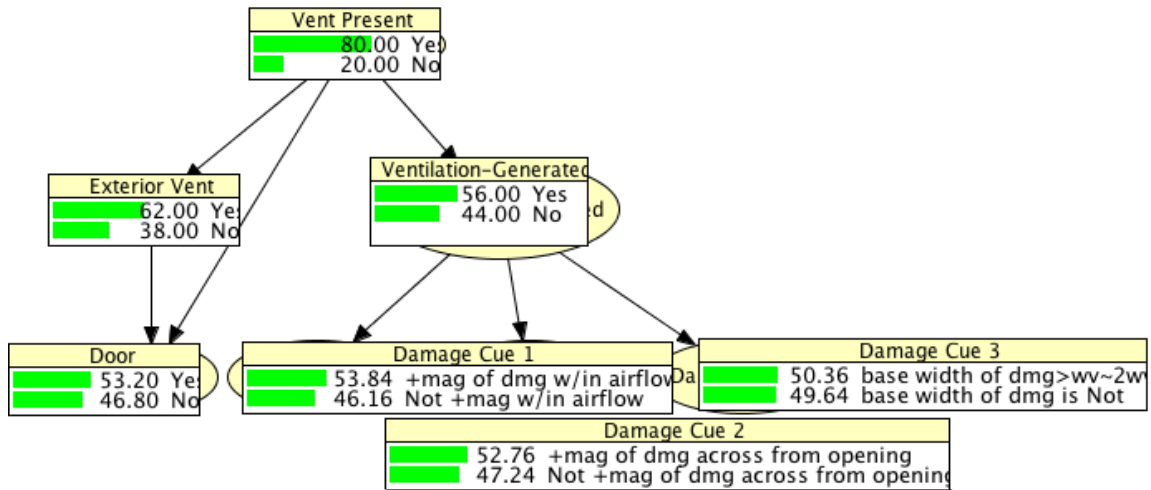 Vent Present
80.00 Yes
20.00 No
Ventilation-Generated
56.00 Yes
44.00 No
ed
Exterior Vent
62.00 Yes
38.00 No
Door
53.20 Yes
46.80 No
Damage Cue 1
53.84 +mag of dmg w/in airflow
46.16 Not +mag w/in airflow
Da
Damage Cue 3
50.36 base width of dmg>wv~2wv
49.64 base width of dmg is Not
Damage Cue 2
52.76 +mag of dmg across from opening
47.24 Not +mag of dmg across from opening